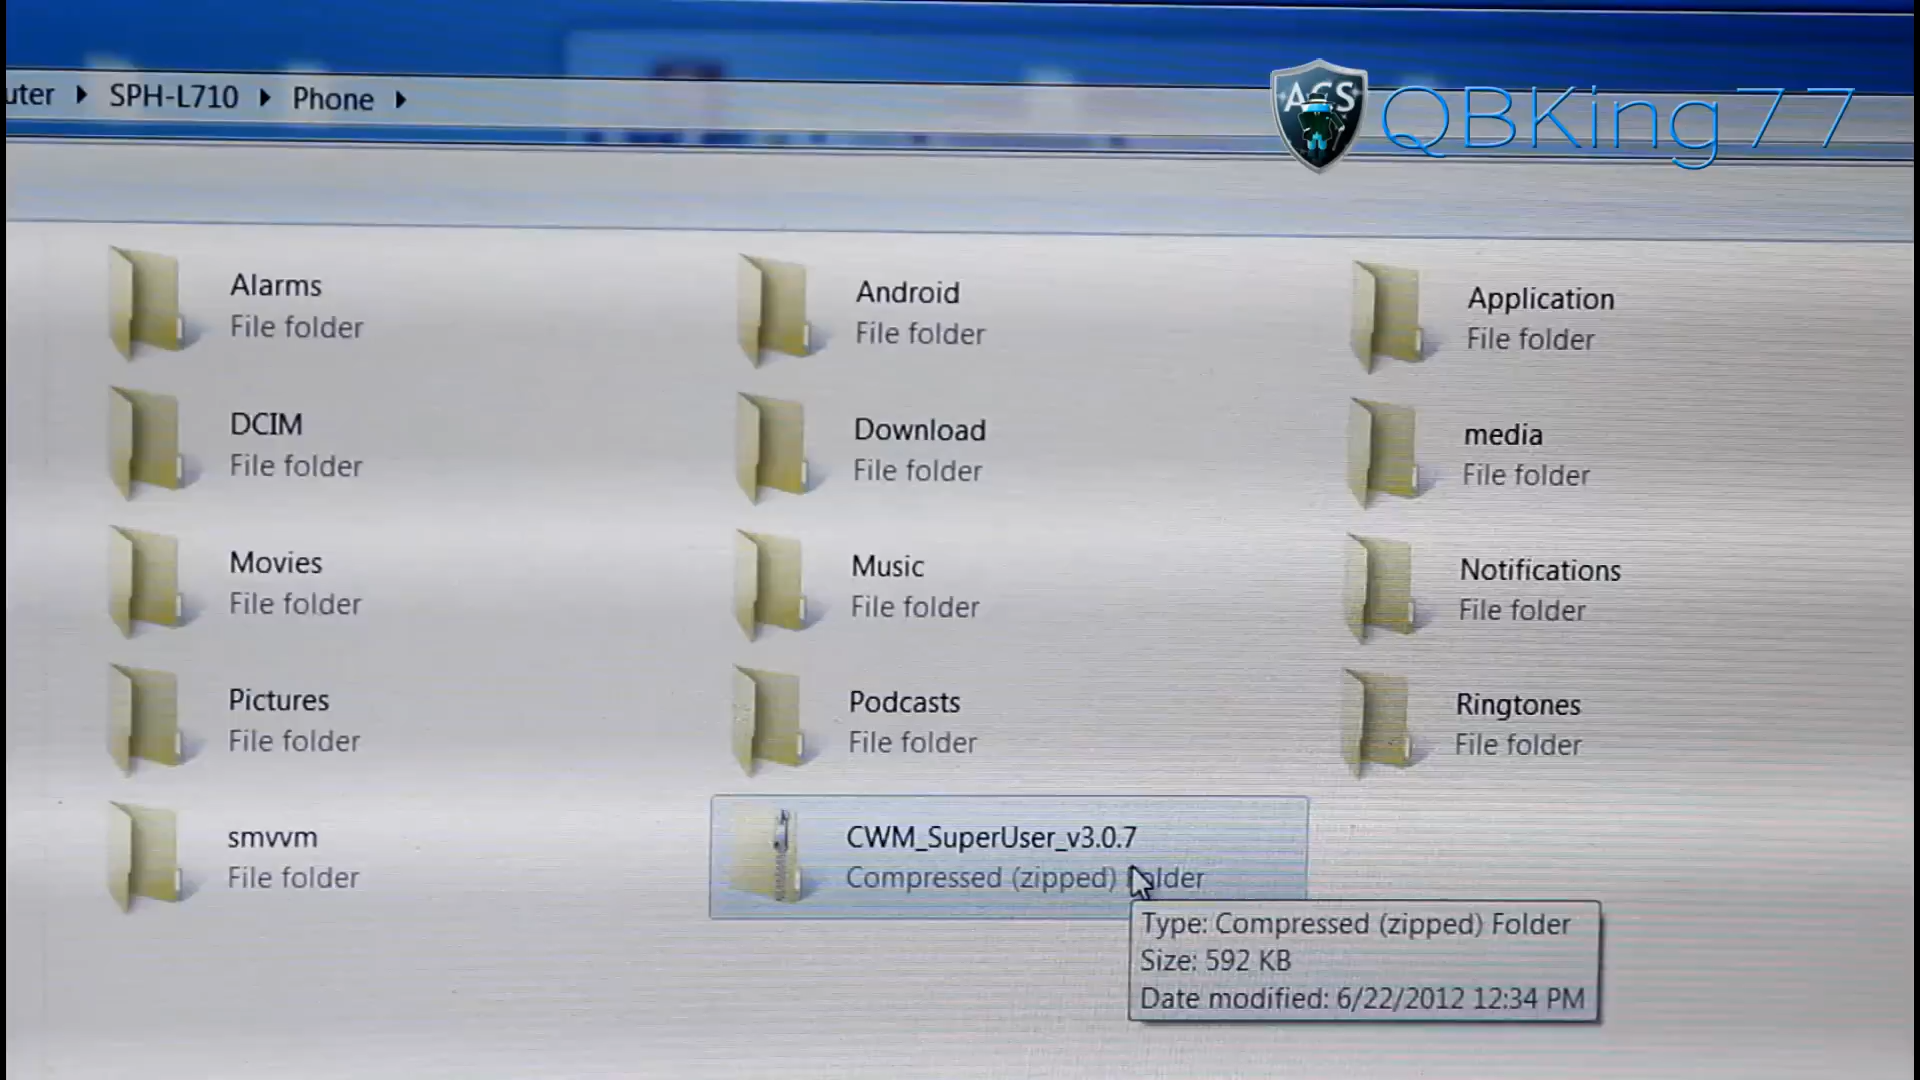 uter ▸ SPH-L710 ▸ Phone ▸
ACS
QBKing77
Alarms
File folder
Android
File folder
Application
File folder
DCIM
File folder
Download
File folder
media
File folder
Movies
File folder
Music
File folder
Notifications
File folder
Pictures
File folder
Podcasts
File folder
Ringtones
File folder
smvvm
File folder
CWM_SuperUser_v3.0.7
Compressed (zipped) Folder
Type: Compressed (zipped) Folder
Size: 592 KB
Date modified: 6/22/2012 12:34 PM